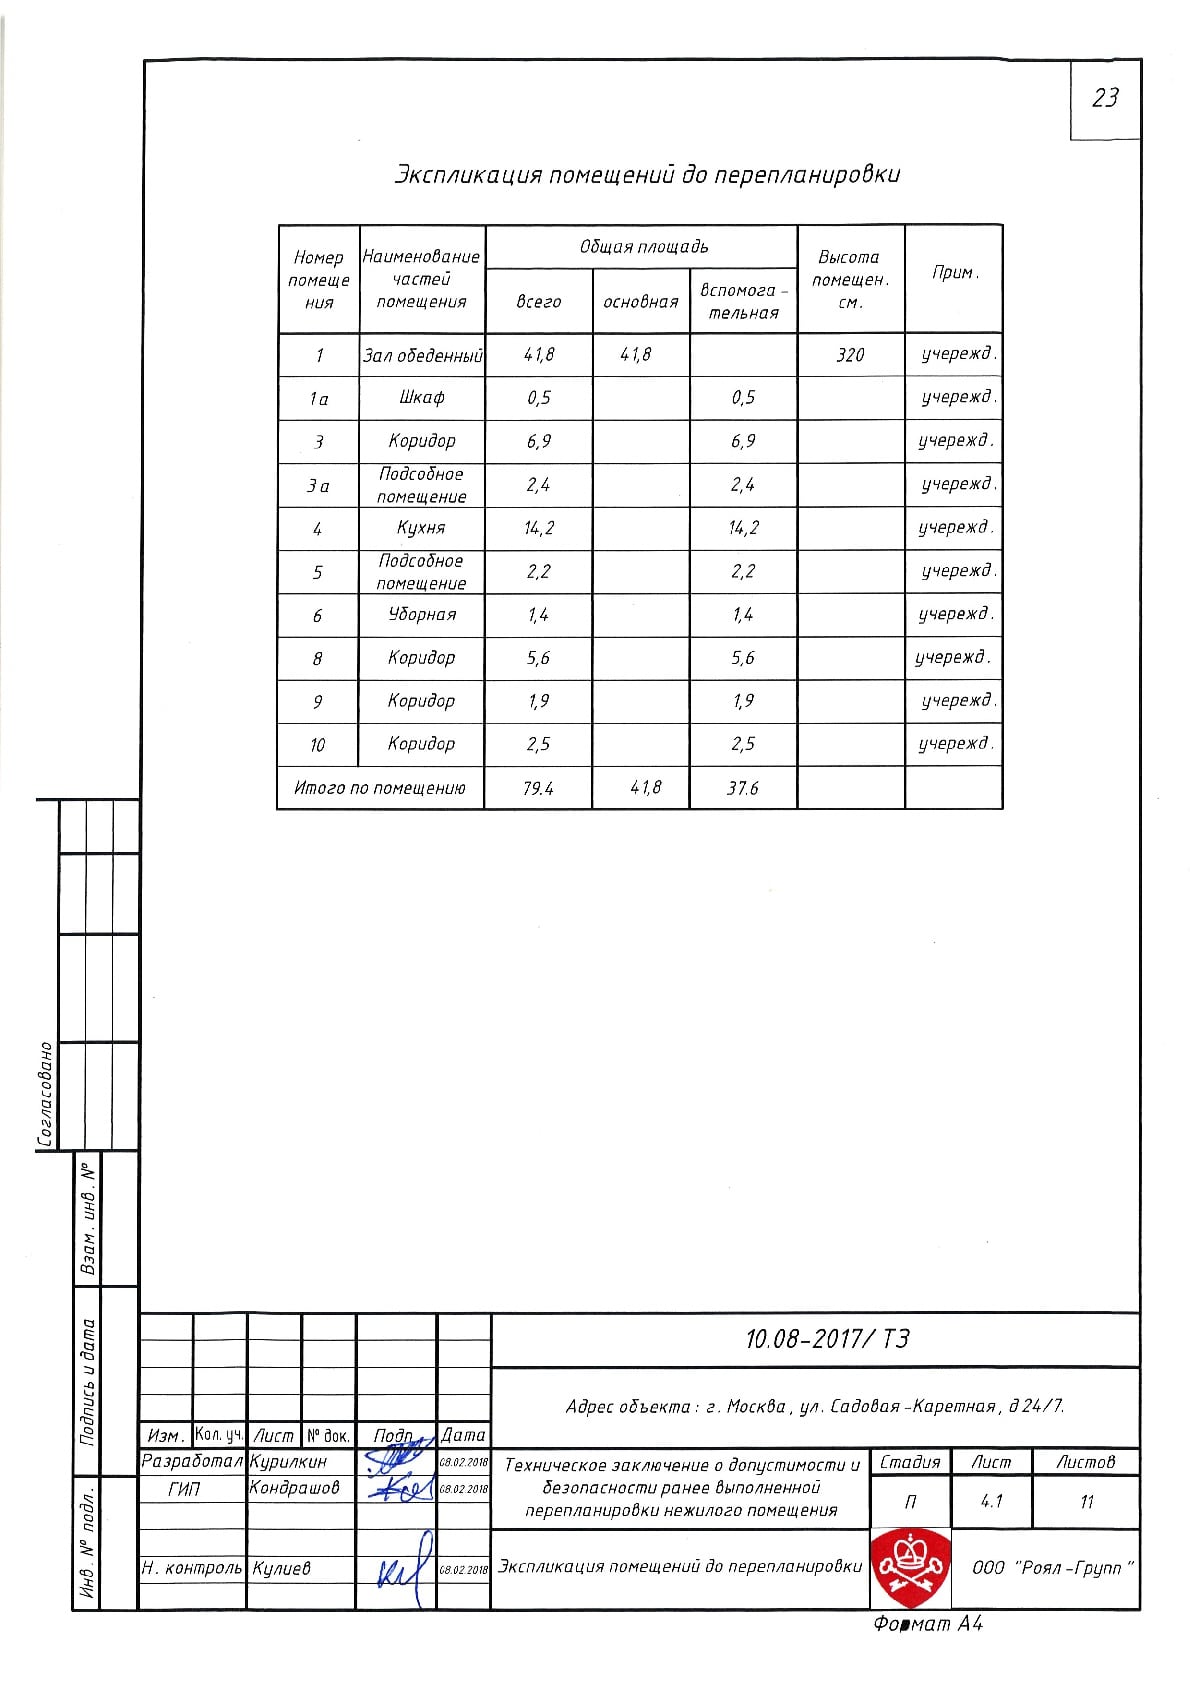 23
Экспликация помещений до перепланировки
Номер помеще ния | Наименование частей помещения | Общая площадь | Высота помещен. см. | Прим.
всего | основная | вспомога - тельная
1 | Зал обеденный | 41,8 | 41,8 | | 320 | учережд.
1а | Шкаф | 0,5 | | 0,5 | | учережд.
3 | Коридор | 6,9 | | 6,9 | | учережд.
3а | Подсобное помещение | 2,4 | | 2,4 | | учережд.
4 | Кухня | 14,2 | | 14,2 | | учережд.
5 | Подсобное помещение | 2,2 | | 2,2 | | учережд.
6 | Уборная | 1,4 | | 1,4 | | учережд.
8 | Коридор | 5,6 | | 5,6 | | учережд.
9 | Коридор | 1,9 | | 1,9 | | учережд.
10 | Коридор | 2,5 | | 2,5 | | учережд.
Итого по помещению | 79.4 | 41,8 | 37.6
Согласовано
Взам. инв. №
Подпись и дата
Инв. № подл.
10.08-2017/ ТЗ
Адрес объекта: г. Москва, ул. Садовая-Каретная, д 24/7.
Изм. | Кол. уч. | Лист | № док. | Подп. | Дата
Разработал | Курилкин | 08.02.2018
ГИП | Кондрашов | 08.02.2018
Н. контроль | Кулиев | 08.02.2018
Техническое заключение о допустимости и
безопасности ранее выполненной
перепланировки нежилого помещения
Стадия | Лист | Листов
П | 4.1 | 11
Экспликация помещений до перепланировки
ООО "Роял-Групп"
Формат А4